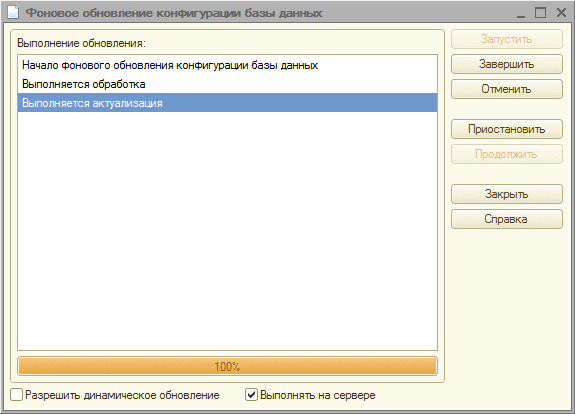 Фоновое обновление конфигурации базы данных
Выполнение обновления:
Начало фонового обновления конфигурации базы данных
Выполняется обработка
Выполняется актуализация
100%
Разрешить динамическое обновление
Выполнять на сервере
Запустить
Завершить
Отменить
Приостановить
Продолжить
Закрыть
Справка